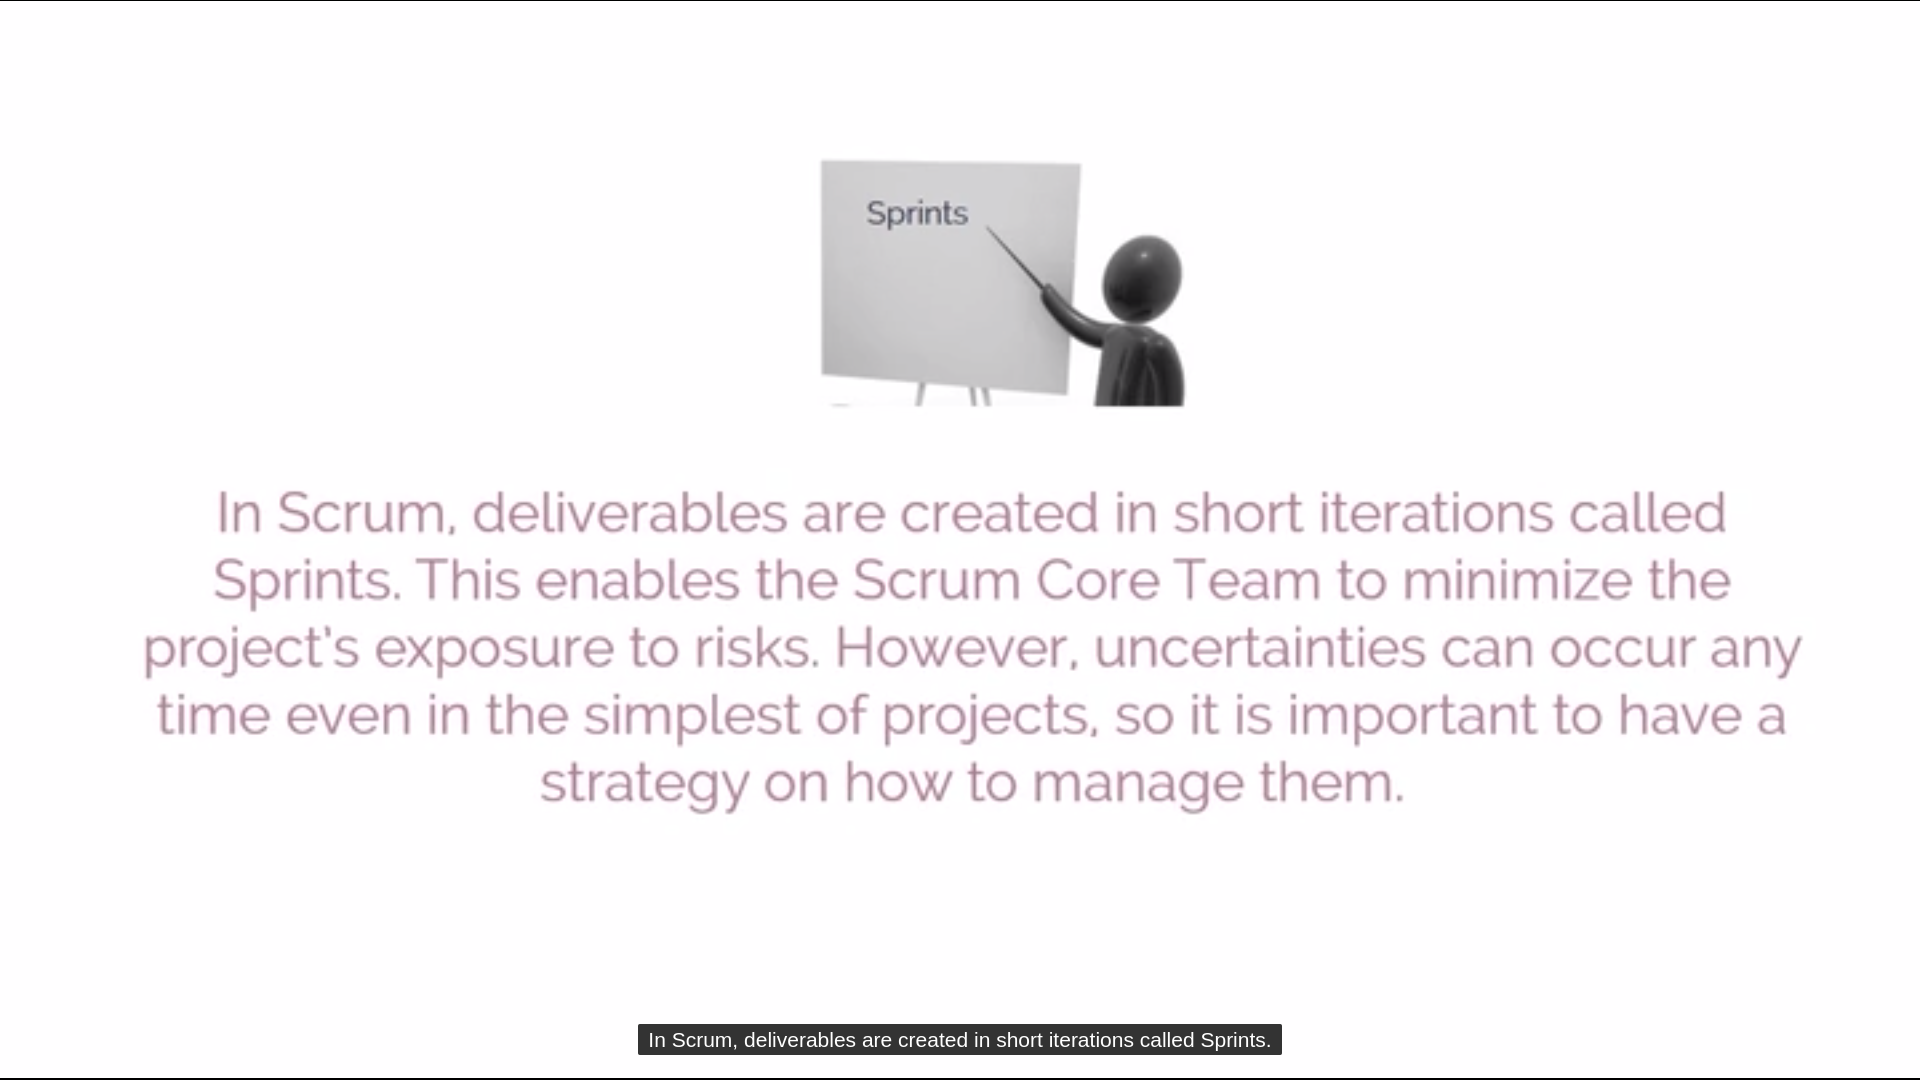 Sprints
In Scrum, deliverables are created in short iterations called
Sprints. This enables the Scrum Core Team to minimize the
project's exposure to risks. However, uncertainties can occur any
time even in the simplest of projects, so it is important to have a
strategy on how to manage them.
In Scrum, deliverables are created in short iterations called Sprints.